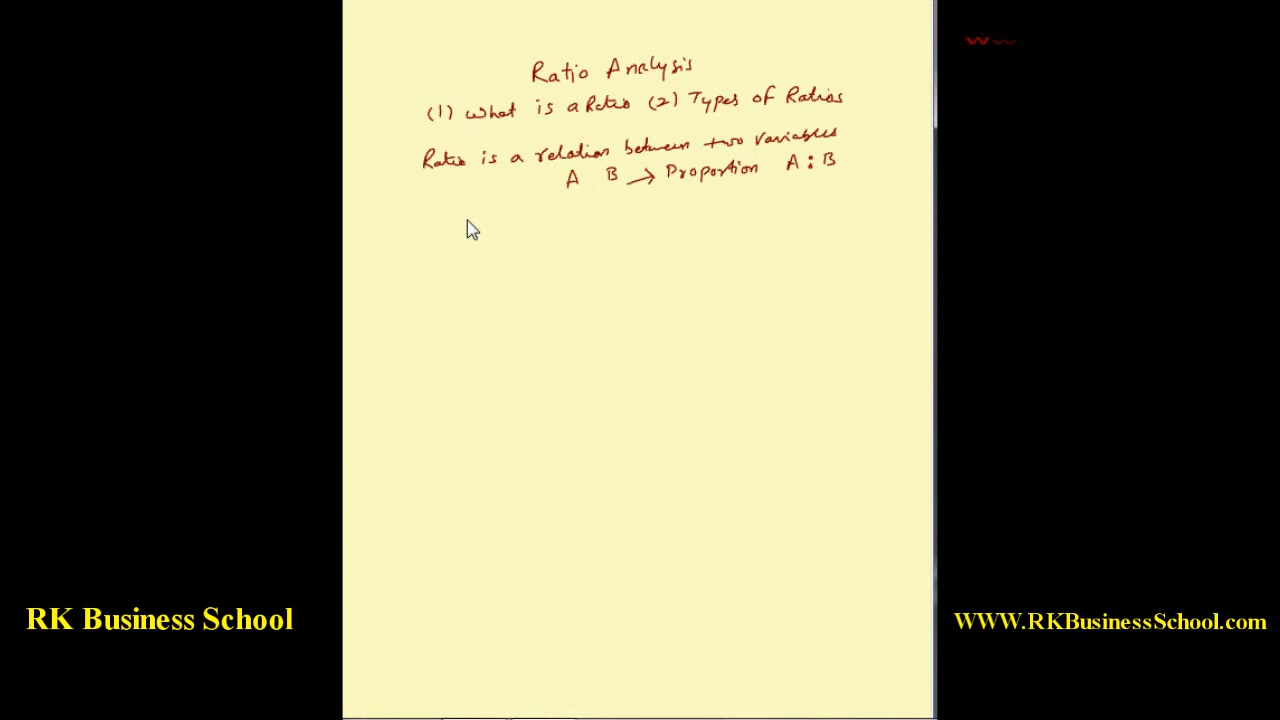 Ratio Analysis
(1) What is a Ratio (2) Types of Ratios
Ratio is a relation between two variables
A B → Proportion A : B
RK Business School
WWW.RKBusinessSchool.com